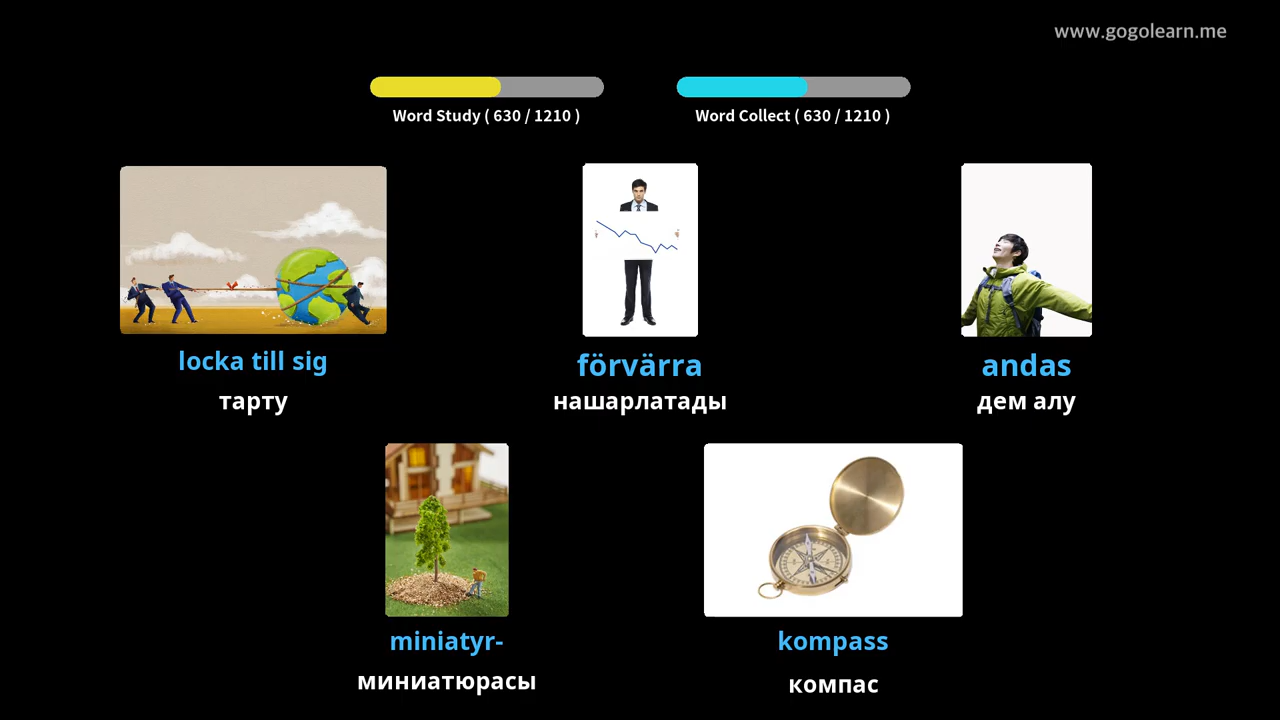 www.gogolearn.me
Word Study ( 630 / 1210 )
Word Collect ( 630 / 1210 )
locka till sig
тарту
förvärra
нашарлатады
andas
дем алу
miniatyr-
миниатюрасы
kompass
компас